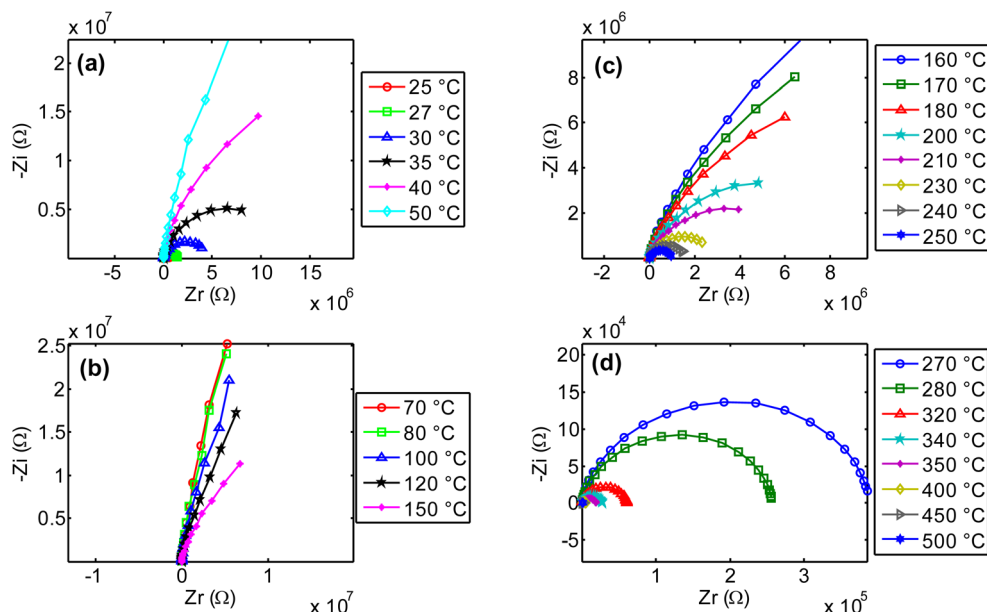 x 10^7
(a)
2
1.5
1
0.5
-Zi (Ω)
-5 0 5 10 15
Zr (Ω)
x 10^6
25 °C
27 °C
30 °C
35 °C
40 °C
50 °C
x 10^6
(c)
8
6
4
2
-Zi (Ω)
-2 0 2 4 6 8
Zr (Ω)
x 10^6
160 °C
170 °C
180 °C
200 °C
210 °C
230 °C
240 °C
250 °C
x 10^7
(b)
2.5
2
1.5
1
0.5
-Zi (Ω)
-1 0 1
Zr (Ω)
x 10^7
70 °C
80 °C
100 °C
120 °C
150 °C
x 10^4
(d)
20
15
10
5
0
-5
-Zi (Ω)
1 2 3
Zr (Ω)
x 10^5
270 °C
280 °C
320 °C
340 °C
350 °C
400 °C
450 °C
500 °C